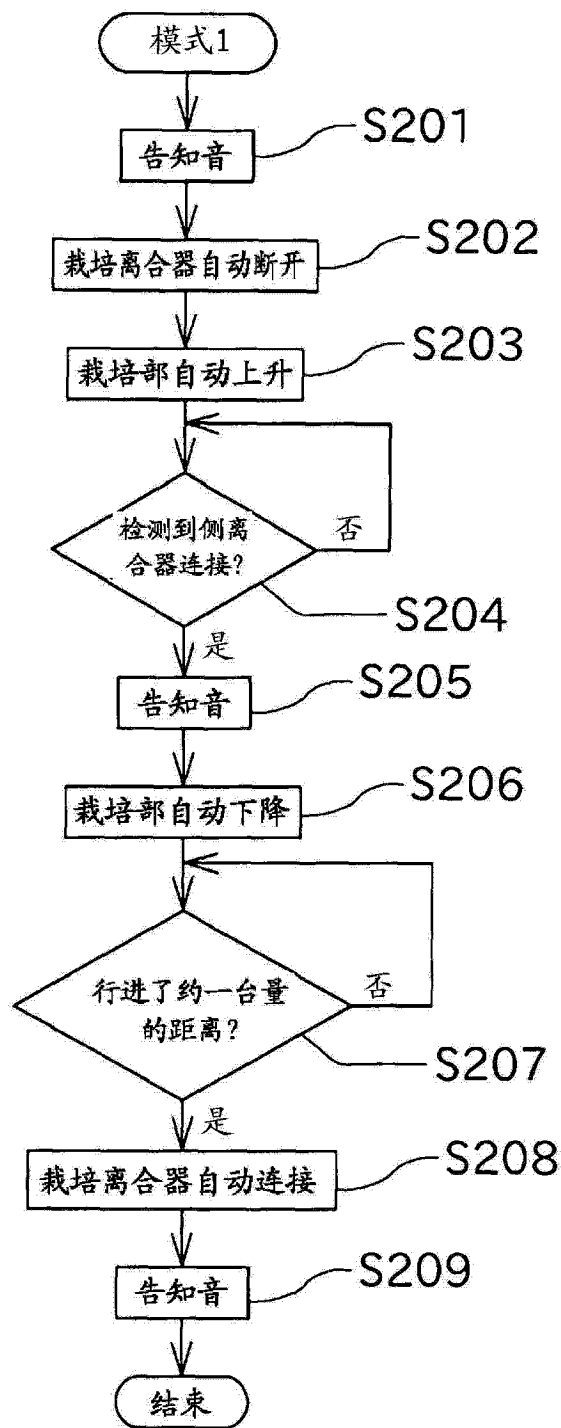 模式1
告知音
S201
栽培离合器自动断开
S202
栽培部自动上升
S203
检测到侧离
合器连接？
否
S204
是
告知音
S205
栽培部自动下降
S206
行进了约一台量
的距离？
否
S207
是
栽培离合器自动连接
S208
告知音
S209
结束